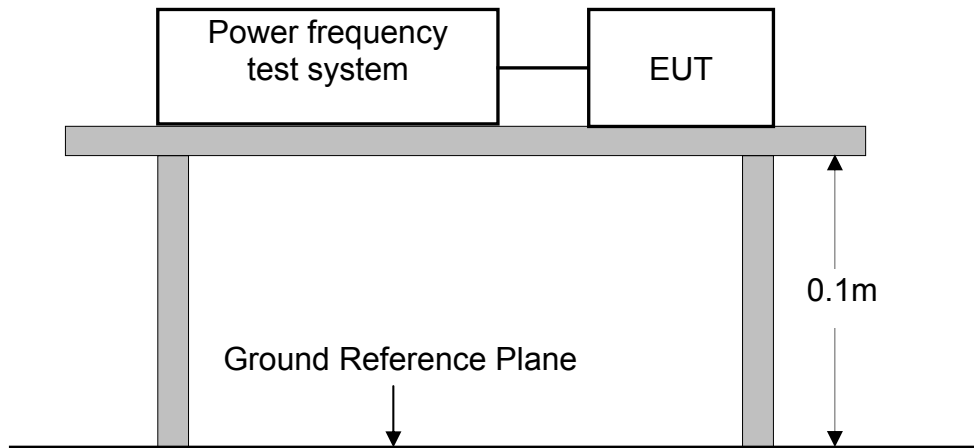 Power frequency
test system
EUT
0.1m
Ground Reference Plane